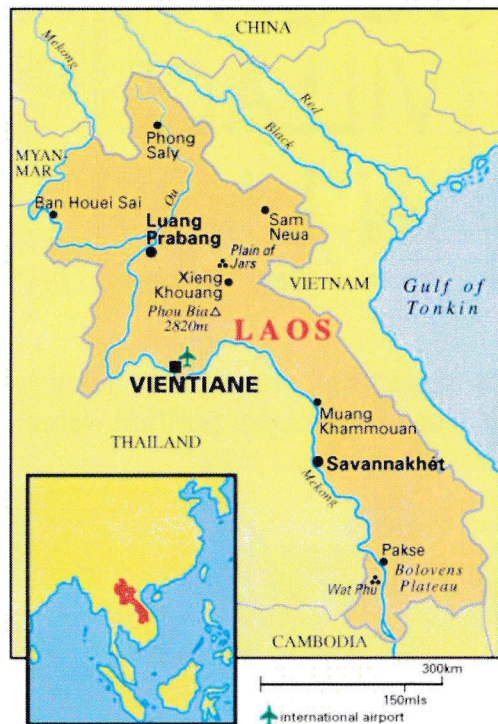 CHINA
Mekong
Red
Black
Phong
Saly
MYAN-
MAR
Ou
Ban Houei Sai
Luang
Prabang
Sam
Neua
Plain of
Jars
Xieng
Khouang
VIETNAM
Gulf of
Tonkin
Phou Bia
2820m
LAOS
VIENTIANE
Muang
Khammouan
THAILAND
Savannakhét
Mekong
Pakse
Bolovens
Plateau
Wat Phu
CAMBODIA
300km
150mls
international airport